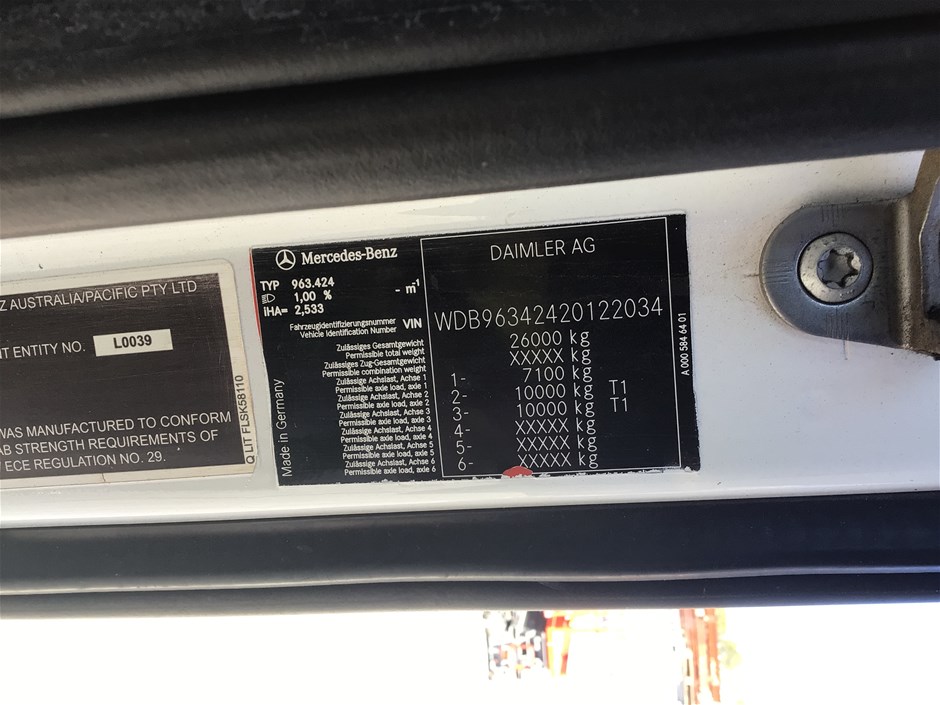 Z AUSTRALIA/PACIFIC PTY LTD
NT ENTITY NO. L0039
WAS MANUFACTURED TO CONFORM
AB STRENGTH REQUIREMENTS OF
ECE REGULATION NO. 29.
Q LIT FLSK58110
Mercedes-Benz
TYP 963.424
1,00 % - m⁻¹
IHA= 2,533
Made in Germany
DAIMLER AG
Fahrzeugidentifizierungsnummer
Vehicle Identification Number VIN WDB96342420122034
Zulässiges Gesamtgewicht
Permissible total weight 26000 kg
Zulässiges Zug-Gesamtgewicht
Permissible combination weight XXXXX kg
Zulässige Achslast, Achse 1
Permissible axle load, axle 1 1- 7100 kg
Zulässige Achslast, Achse 2
Permissible axle load, axle 2 2- 10000 kg T1
Zulässige Achslast, Achse 3
Permissible axle load, axle 3 3- 10000 kg T1
Zulässige Achslast, Achse 4
Permissible axle load, axle 4 4- XXXXX kg
Zulässige Achslast, Achse 5
Permissible axle load, axle 5 5- XXXXX kg
Zulässige Achslast, Achse 6
Permissible axle load, axle 6 6- XXXXX kg
A 000 584 64 01